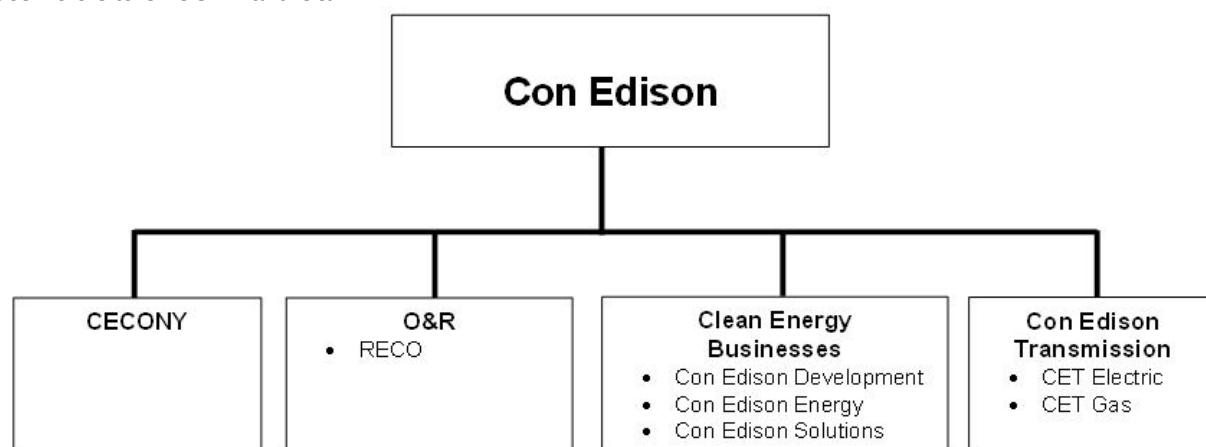 Con Edison
CECONY
O&R
• RECO
Clean Energy
Businesses
• Con Edison Development
• Con Edison Energy
• Con Edison Solutions
Con Edison
Transmission
• CET Electric
• CET Gas